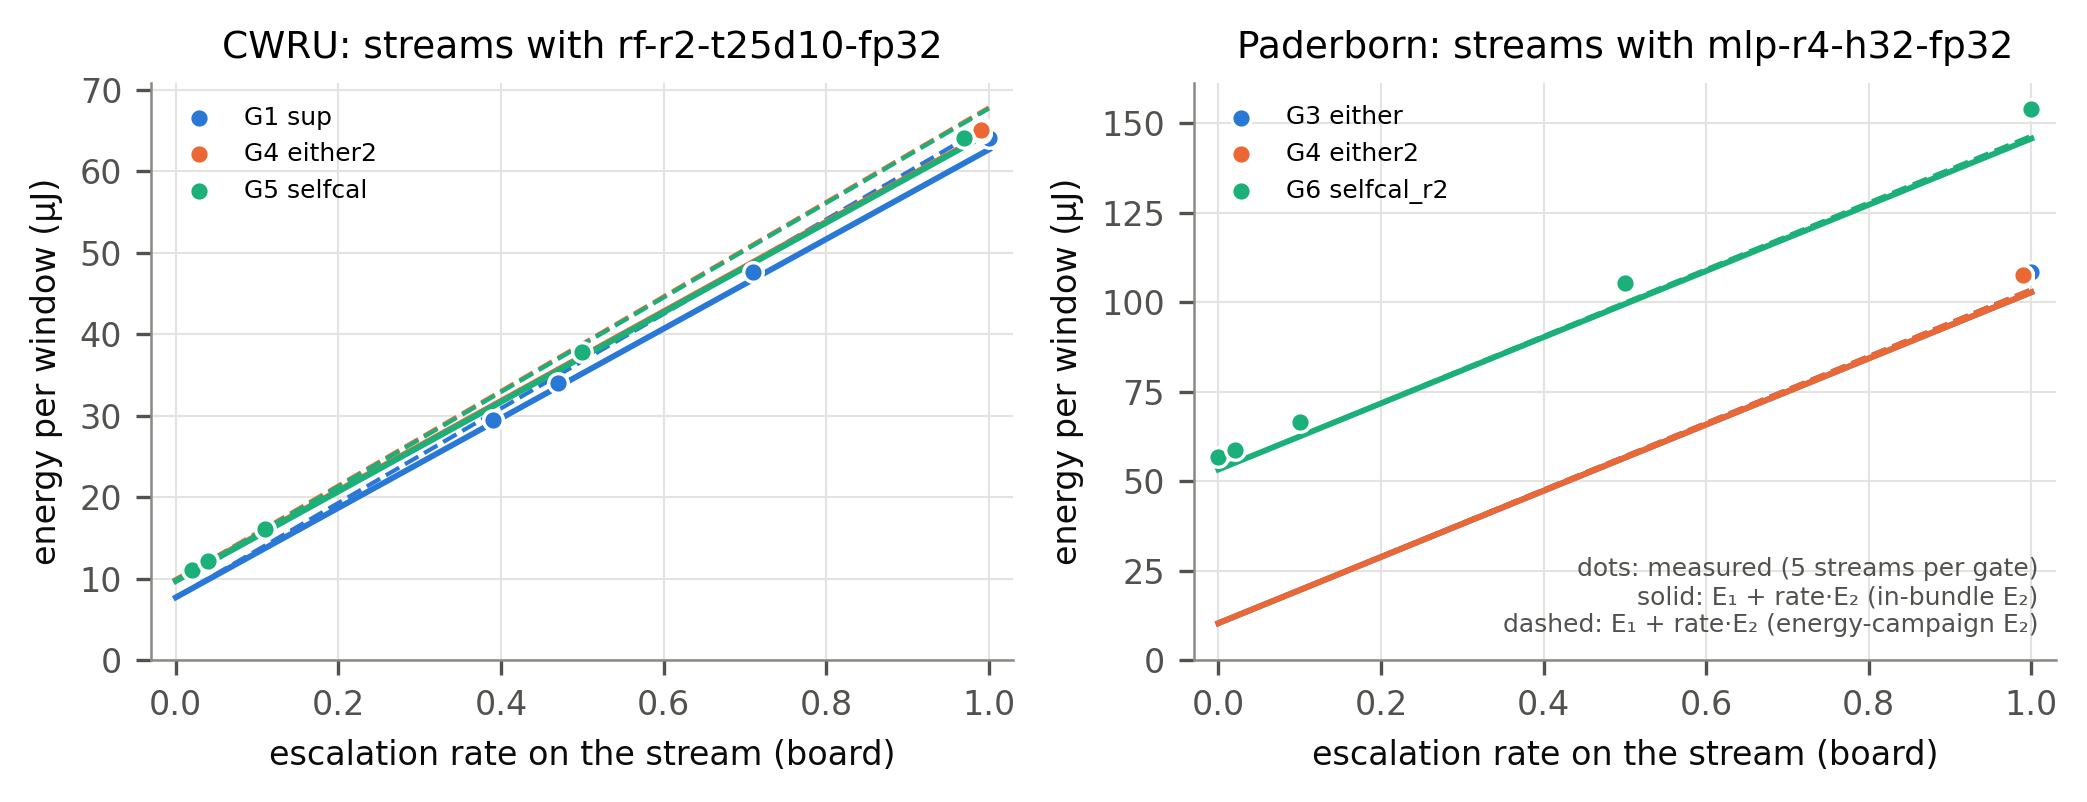 CWRU: streams with rf-r2-t25d10-fp32
energy per window (µJ)
70
60
50
40
30
20
10
0
G1 sup
G4 either2
G5 selfcal
0.0 0.2 0.4 0.6 0.8 1.0
escalation rate on the stream (board)
Paderborn: streams with mlp-r4-h32-fp32
energy per window (µJ)
150
125
100
75
50
25
0
G3 either
G4 either2
G6 selfcal_r2
dots: measured (5 streams per gate)
solid: E₁ + rate·E₂ (in-bundle E₂)
dashed: E₁ + rate·E₂ (energy-campaign E₂)
0.0 0.2 0.4 0.6 0.8 1.0
escalation rate on the stream (board)